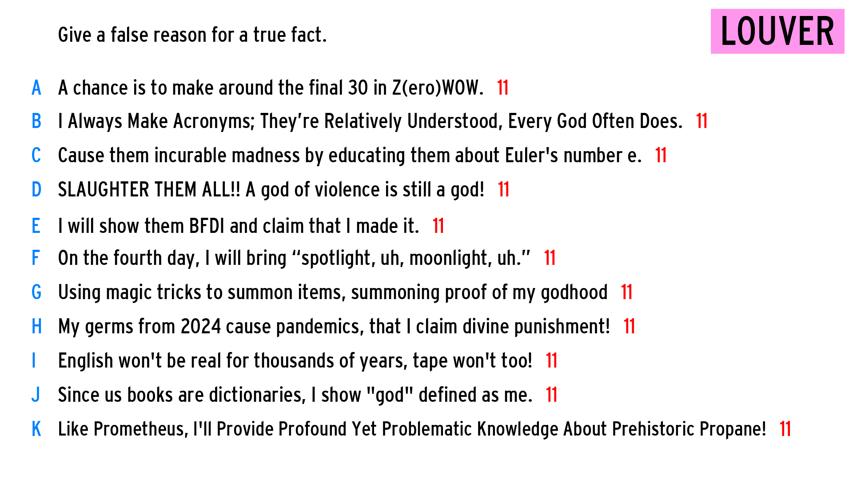 Give a false reason for a true fact.
LOUVER
A A chance is to make around the final 30 in Z(ero)WOW. 11
B I Always Make Acronyms; They’re Relatively Understood, Every God Often Does. 11
C Cause them incurable madness by educating them about Euler's number e. 11
D SLAUGHTER THEM ALL!! A god of violence is still a god! 11
E I will show them BFDI and claim that I made it. 11
F On the fourth day, I will bring “spotlight, uh, moonlight, uh.” 11
G Using magic tricks to summon items, summoning proof of my godhood 11
H My germs from 2024 cause pandemics, that I claim divine punishment! 11
I English won't be real for thousands of years, tape won't too! 11
J Since us books are dictionaries, I show "god" defined as me. 11
K Like Prometheus, I'll Provide Profound Yet Problematic Knowledge About Prehistoric Propane! 11